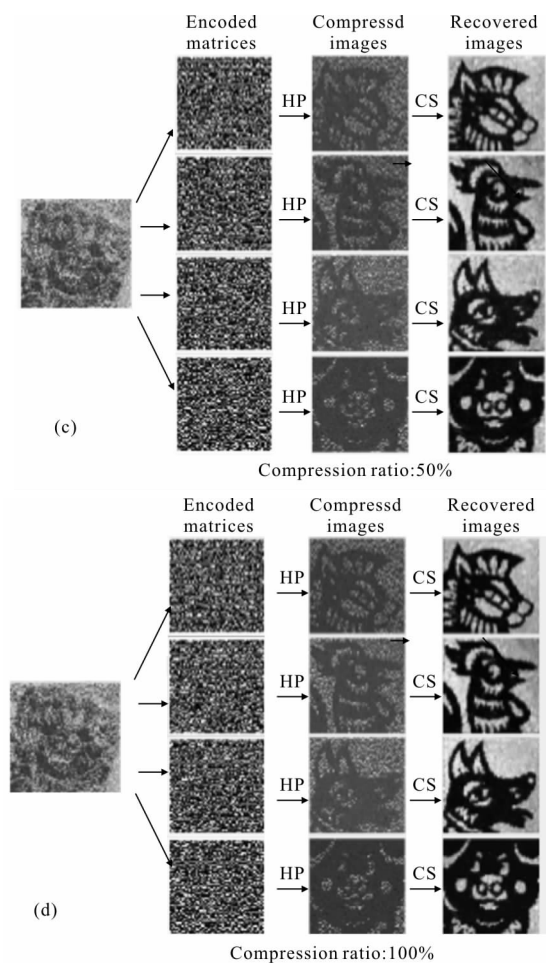 Encoded Compressd Recovered
matrices images images
HP CS
HP CS
HP CS
HP CS
(c)
Compression ratio:50%
Encoded Compressd Recovered
matrices images images
HP CS
HP CS
HP CS
HP CS
(d)
Compression ratio:100%